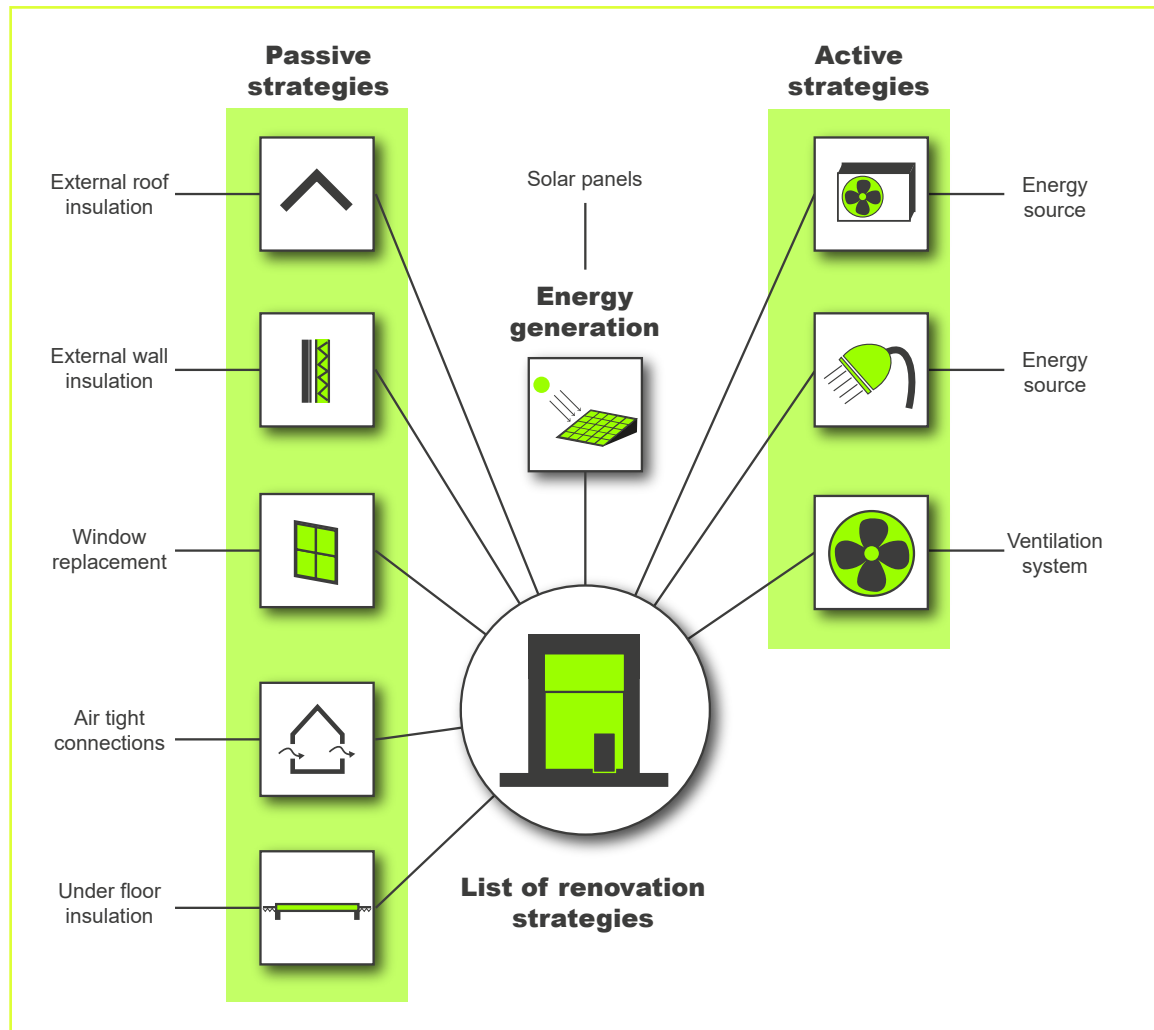 Passive
strategies
External roof
insulation
External wall
insulation
Window
replacement
Air tight
connections
Under floor
insulation
Solar panels
Energy
generation
Active
strategies
Energy
source
Energy
source
Ventilation
system
List of renovation
strategies